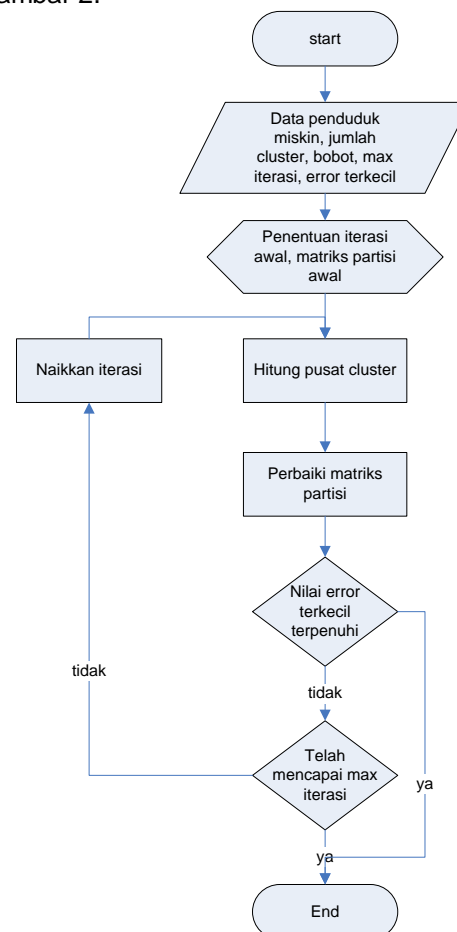 ambar 2.
start
Data penduduk
miskin, jumlah
cluster, bobot, max
iterasi, error terkecil
Penentuan iterasi
awal, matriks partisi
awal
Naikkan iterasi
Hitung pusat cluster
Perbaiki matriks
partisi
Nilai error
terkecil
terpenuhi
tidak
tidak
Telah
mencapai max
iterasi
ya
ya
End